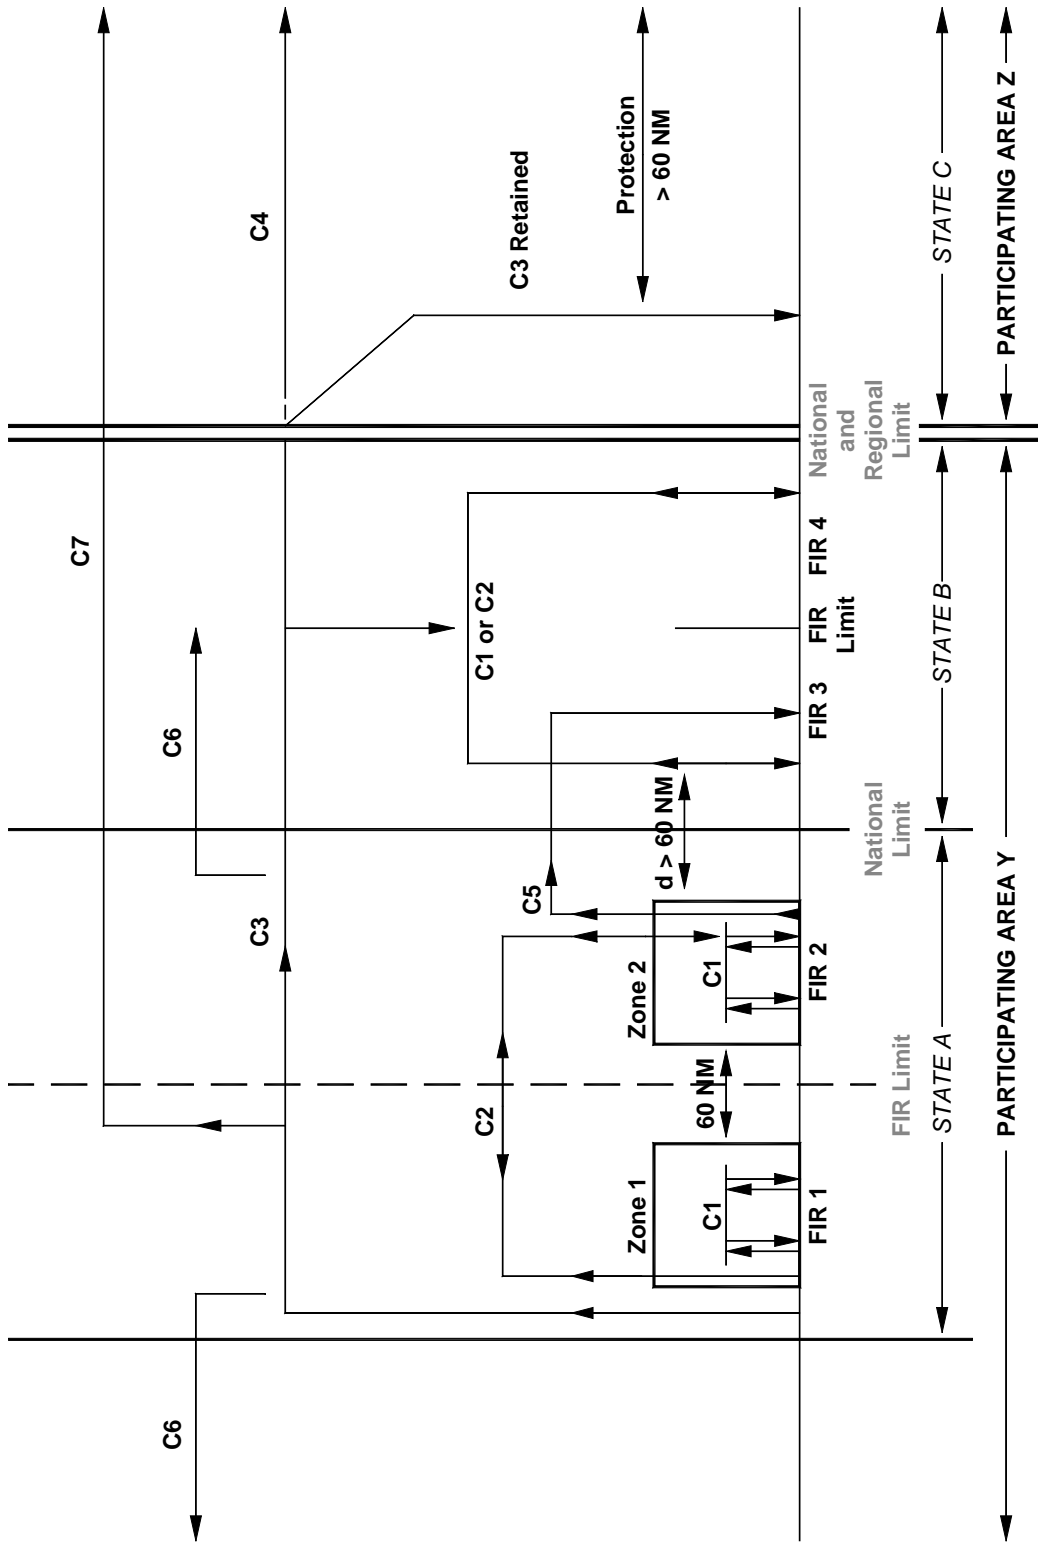 C7
C4
C6
C6
C3
C3 Retained
C5
C2
C1 or C2
Protection
> 60 NM
d > 60 NM
60 NM
Zone 1
Zone 2
C1
C1
FIR 1
FIR 2
FIR 3
FIR
Limit
FIR 4
FIR Limit
National
Limit
National
and
Regional
Limit
STATE A
STATE B
STATE C
PARTICIPATING AREA Y
PARTICIPATING AREA Z